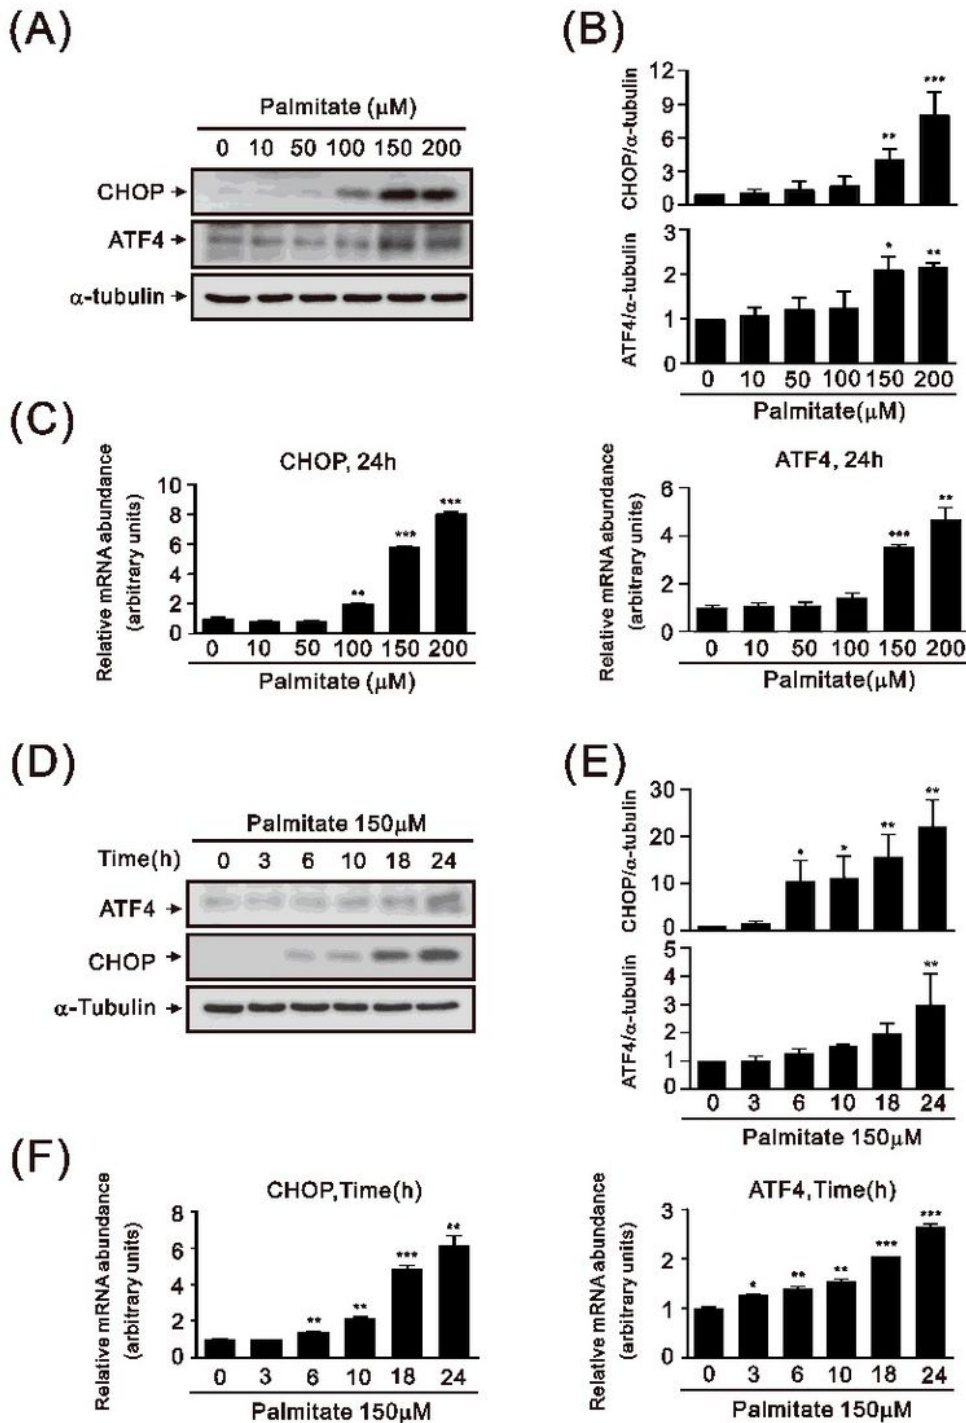 (A)
Palmitate (μM)
0 10 50 100 150 200
CHOP
ATF4
α-tubulin
(B)
CHOP/α-tubulin
12
9
6
3
0
** ***
ATF4/α-tubulin
3
2
1
0
* **
0 10 50 100 150 200
Palmitate(μM)
(C)
CHOP, 24h
Relative mRNA abundance
(arbitrary units)
10
8
6
4
2
0
** *** ***
0 10 50 100 150 200
Palmitate (μM)
ATF4, 24h
Relative mRNA abundance
(arbitrary units)
6
4
2
0
*** **
0 10 50 100 150 200
Palmitate(μM)
(D)
Palmitate 150μM
Time(h) 0 3 6 10 18 24
ATF4
CHOP
α-Tubulin
(E)
CHOP/α-tubulin
30
20
10
0
* * ** **
ATF4/α-tubulin
5
4
3
2
1
0
**
0 3 6 10 18 24
Palmitate 150μM
(F)
CHOP,Time(h)
Relative mRNA abundance
(arbitrary units)
8
6
4
2
0
** ** *** **
0 3 6 10 18 24
Palmitate 150μM
ATF4,Time(h)
Relative mRNA abundance
(arbitrary units)
3
2
1
0
* ** ** *** ***
0 3 6 10 18 24
Palmitate 150μM